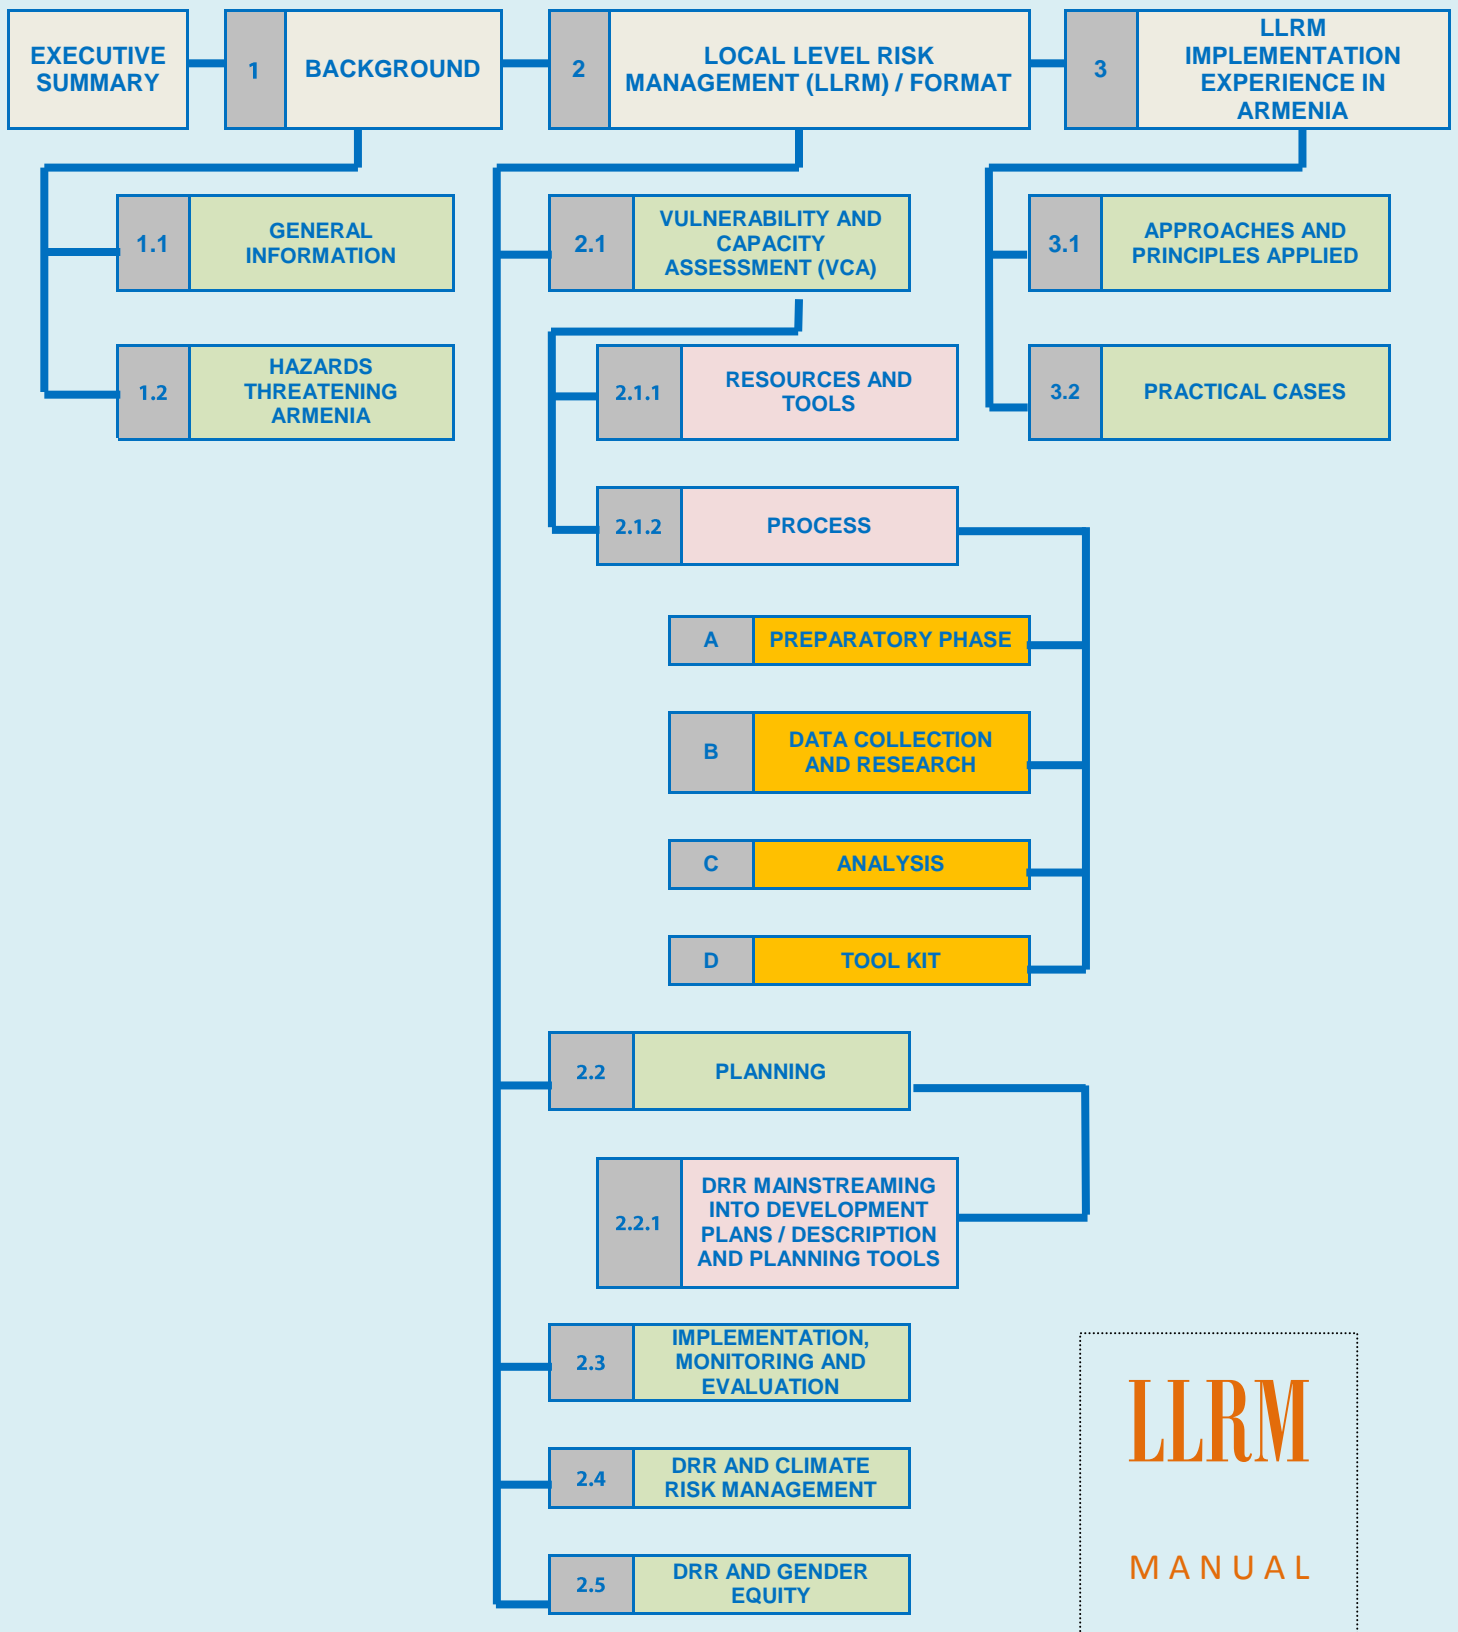 EXECUTIVE
SUMMARY
1
BACKGROUND
2
LOCAL LEVEL RISK
MANAGEMENT (LLRM) / FORMAT
3
LLRM
IMPLEMENTATION
EXPERIENCE IN
ARMENIA
1.1
GENERAL
INFORMATION
1.2
HAZARDS
THREATENING
ARMENIA
2.1
VULNERABILITY AND
CAPACITY
ASSESSMENT (VCA)
2.1.1
RESOURCES AND
TOOLS
2.1.2
PROCESS
A
PREPARATORY PHASE
B
DATA COLLECTION
AND RESEARCH
C
ANALYSIS
D
TOOL KIT
2.2
PLANNING
2.2.1
DRR MAINSTREAMING
INTO DEVELOPMENT
PLANS / DESCRIPTION
AND PLANNING TOOLS
2.3
IMPLEMENTATION,
MONITORING AND
EVALUATION
2.4
DRR AND CLIMATE
RISK MANAGEMENT
2.5
DRR AND GENDER
EQUITY
3.1
APPROACHES AND
PRINCIPLES APPLIED
3.2
PRACTICAL CASES
LLRM
MANUAL